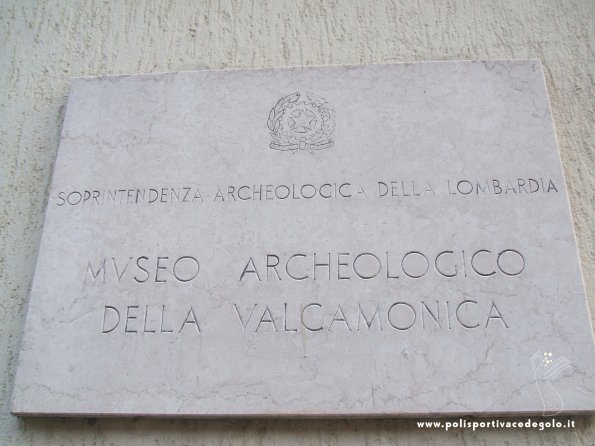 SOPRINTENDENZA ARCHEOLOGICA DELLA LOMBARDIA
MVSEO ARCHEOLOGICO
DELLA VALCAMONICA
www.polisportivacedegolo.it